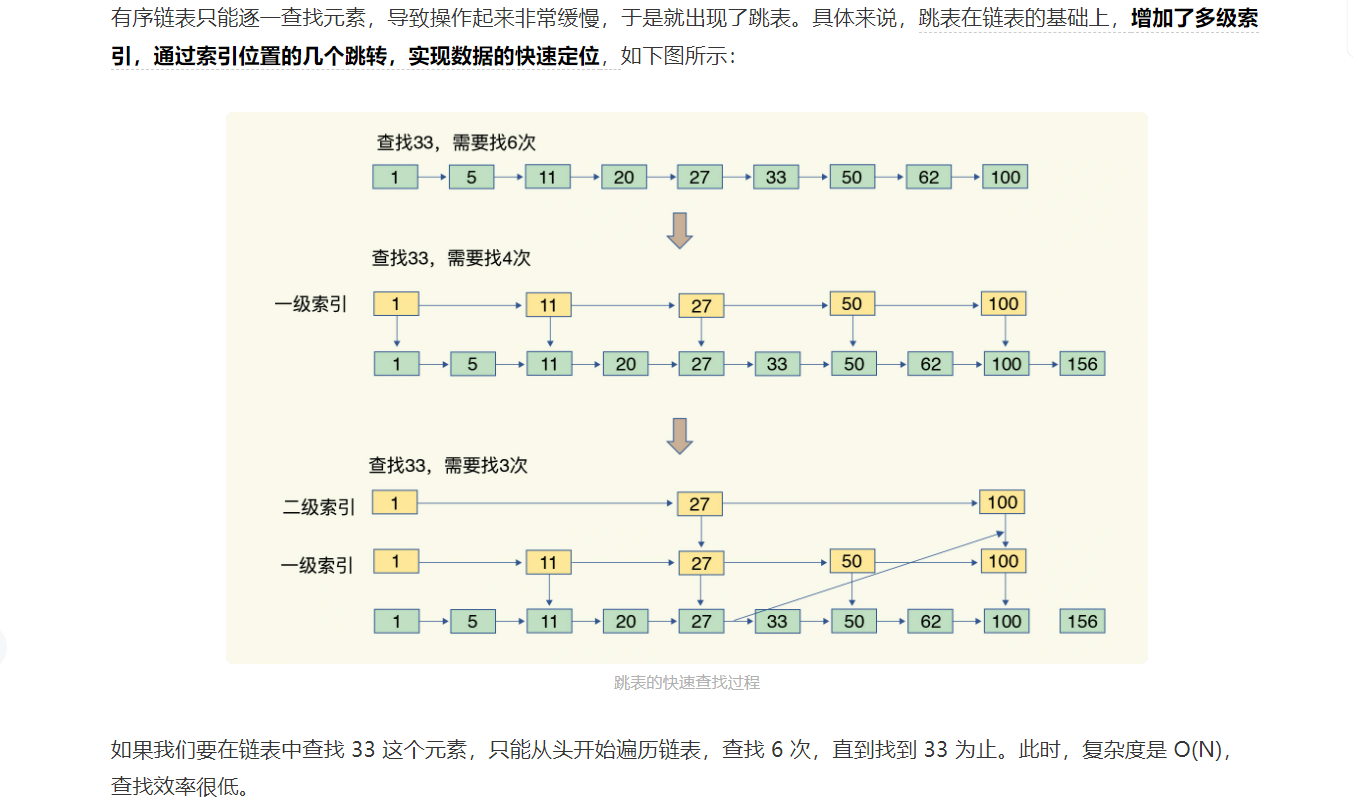 有序链表只能逐一查找元素，导致操作起来非常缓慢，于是就出现了跳表。具体来说，跳表在链表的基础上，增加了多级索
引，通过索引位置的几个跳转，实现数据的快速定位，如下图所示：
查找33，需要找6次
1 5 11 20 27 33 50 62 100
查找33，需要找4次
一级索引 1 11 27 50 100
1 5 11 20 27 33 50 62 100 156
查找33，需要找3次
二级索引 1 27 100
一级索引 1 11 27 50 100
1 5 11 20 27 33 50 62 100 156
跳表的快速查找过程
如果我们要在链表中查找 33 这个元素，只能从头开始遍历链表，查找 6 次，直到找到 33 为止。此时，复杂度是 O(N)，
查找效率很低。